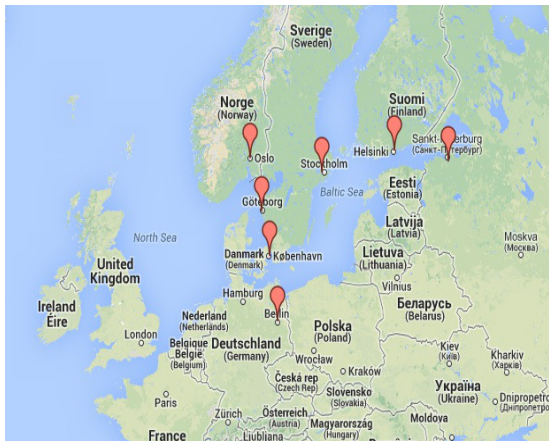 Sverige
(Sweden)
Norge
(Norway)
Suomi
(Finland)
Oslo
Stockholm
Helsinki
(Санкт-Петербург)
Göteborg
Baltic Sea
Eesti
(Estonia)
Latvija
(Latvia)
North Sea
Danmark
(Denmark)
København
Lietuva
(Lithuania)
Vilnius
Москва
(Москва)
United
Kingdom
Ireland
Éire
Hamburg
Berlin
Беларусь
(Belarus)
London
Nederland
(Netherlands)
Polska
(Poland)
België
Belgique
(Belgium)
Deutschland
(Germany)
Wrocław
Kiev
(Київ)
Kharkiv
(Харків)
Česká rep
(Czech Rep)
Kraków
Paris
Slovensko
(Slovakia)
Україна
(Ukraine)
Dnipropetro
(Дніпропетро
Zürich
Österreich
(Austria)
Magyarország
(Hungary)
Moldova
France
Ljubljana